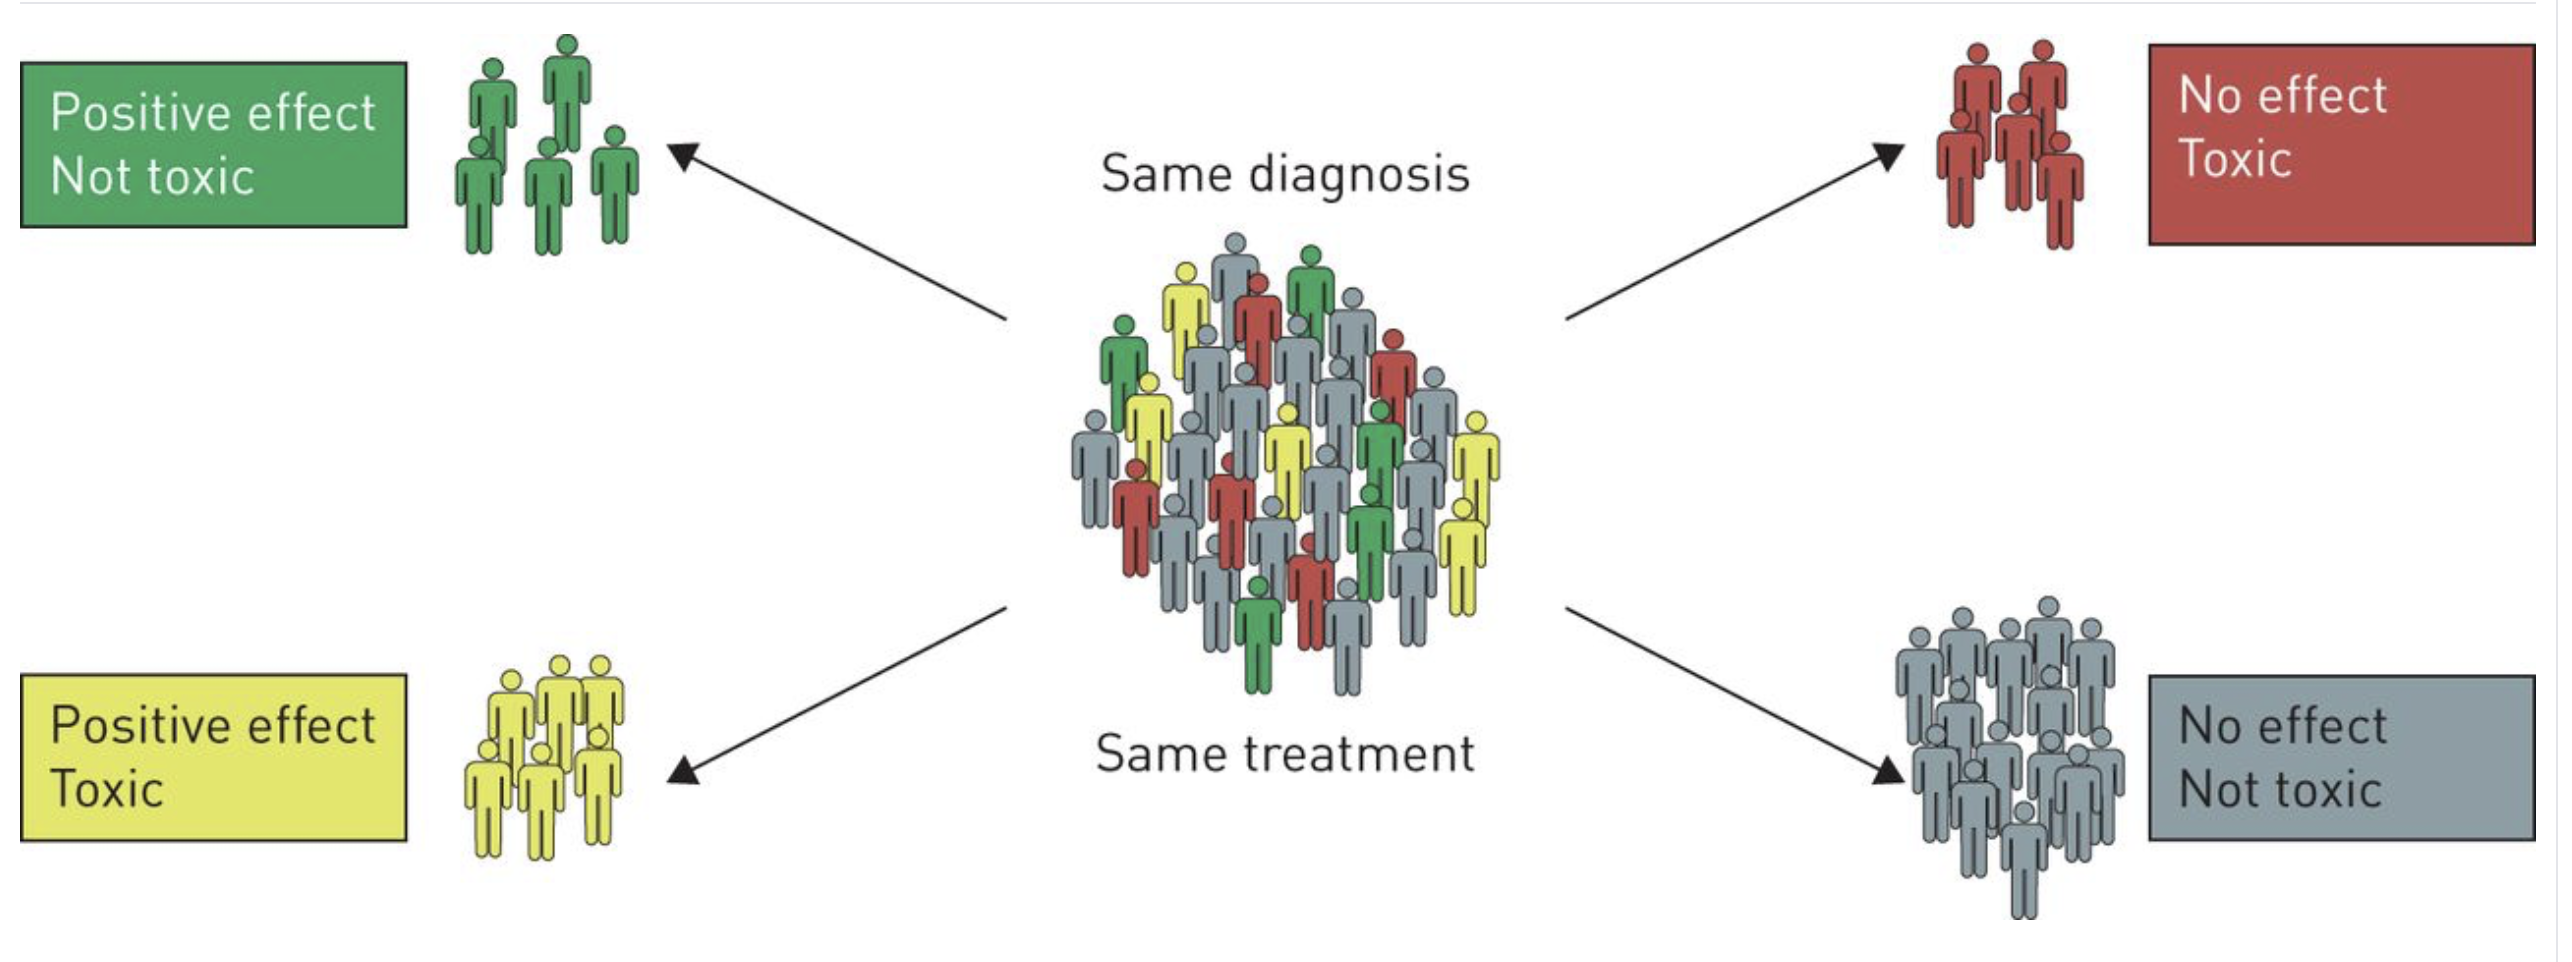 Positive effect
Not toxic
Same diagnosis
No effect
Toxic
Positive effect
Toxic
Same treatment
No effect
Not toxic